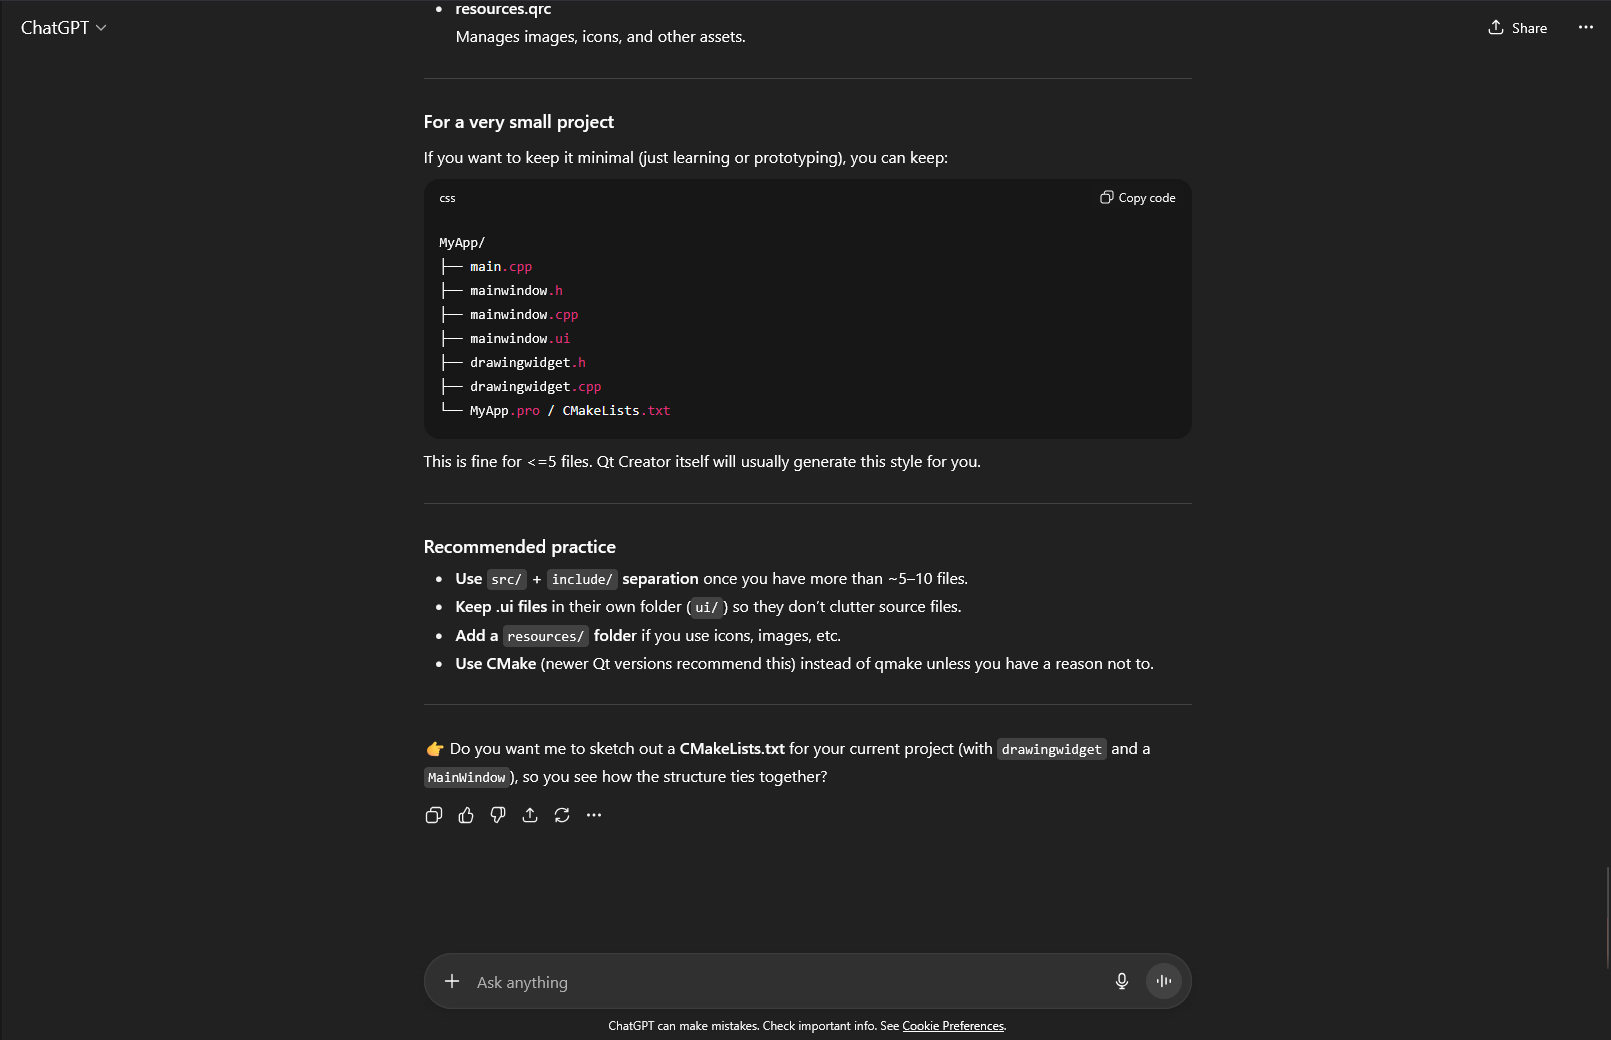 ChatGPT
Share
resources.qrc
Manages images, icons, and other assets.
For a very small project
If you want to keep it minimal (just learning or prototyping), you can keep:
css
Copy code
MyApp/
├── main.cpp
├── mainwindow.h
├── mainwindow.cpp
├── mainwindow.ui
├── drawingwidget.h
├── drawingwidget.cpp
└── MyApp.pro / CMakeLists.txt
This is fine for <=5 files. Qt Creator itself will usually generate this style for you.
Recommended practice
• Use src/ + include/ separation once you have more than ~5–10 files.
• Keep .ui files in their own folder (ui/) so they don’t clutter source files.
• Add a resources/ folder if you use icons, images, etc.
• Use CMake (newer Qt versions recommend this) instead of qmake unless you have a reason not to.
👉 Do you want me to sketch out a CMakeLists.txt for your current project (with drawingwidget and a
MainWindow), so you see how the structure ties together?
Ask anything
ChatGPT can make mistakes. Check important info. See Cookie Preferences.